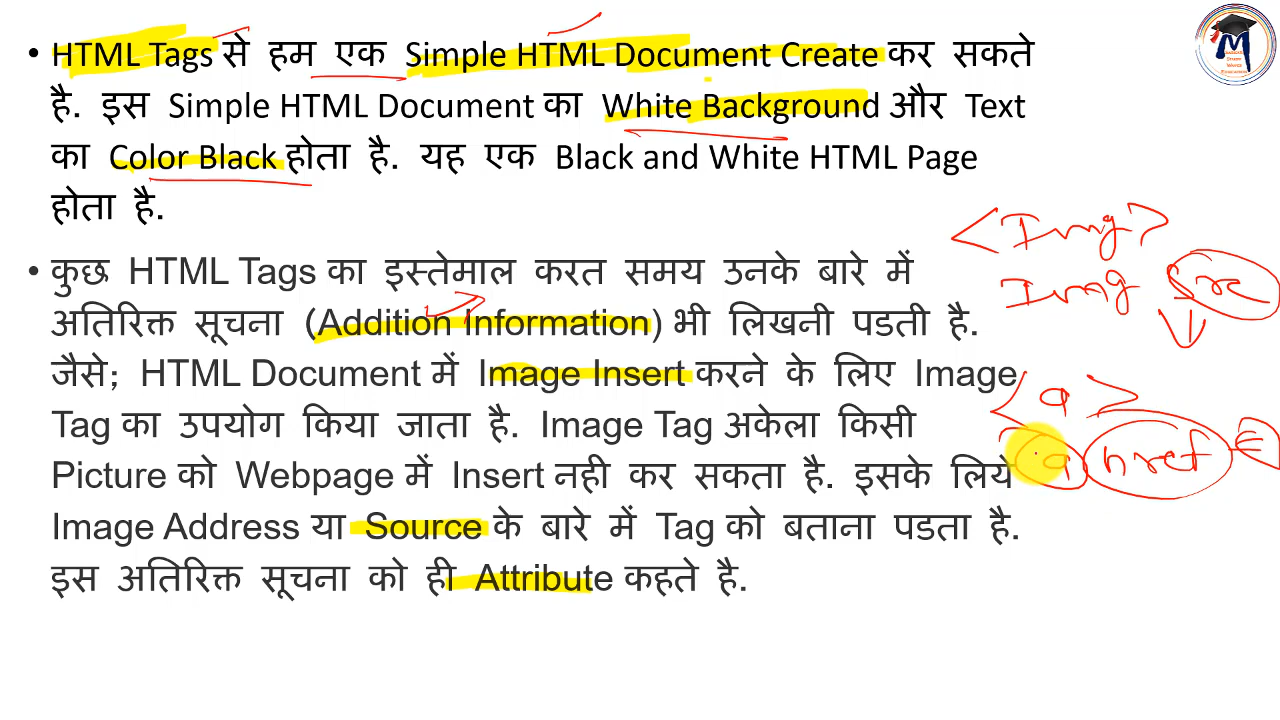 • HTML Tags से हम एक Simple HTML Document Create कर सकते
है. इस Simple HTML Document का White Background और Text
का Color Black होता है. यह एक Black and White HTML Page
होता है.
• कुछ HTML Tags का इस्तेमाल करत समय उनके बारे में
अतिरिक्त सूचना (Addition Information) भी लिखनी पडती है.
जैसे; HTML Document में Image Insert करने के लिए Image
Tag का उपयोग किया जाता है. Image Tag अकेला किसी
Picture को Webpage में Insert नही कर सकता है. इसके लिये
Image Address या Source के बारे में Tag को बताना पडता है.
इस अतिरिक्त सूचना को ही Attribute कहते है.
<Img>
Img src
<a>
a href
M